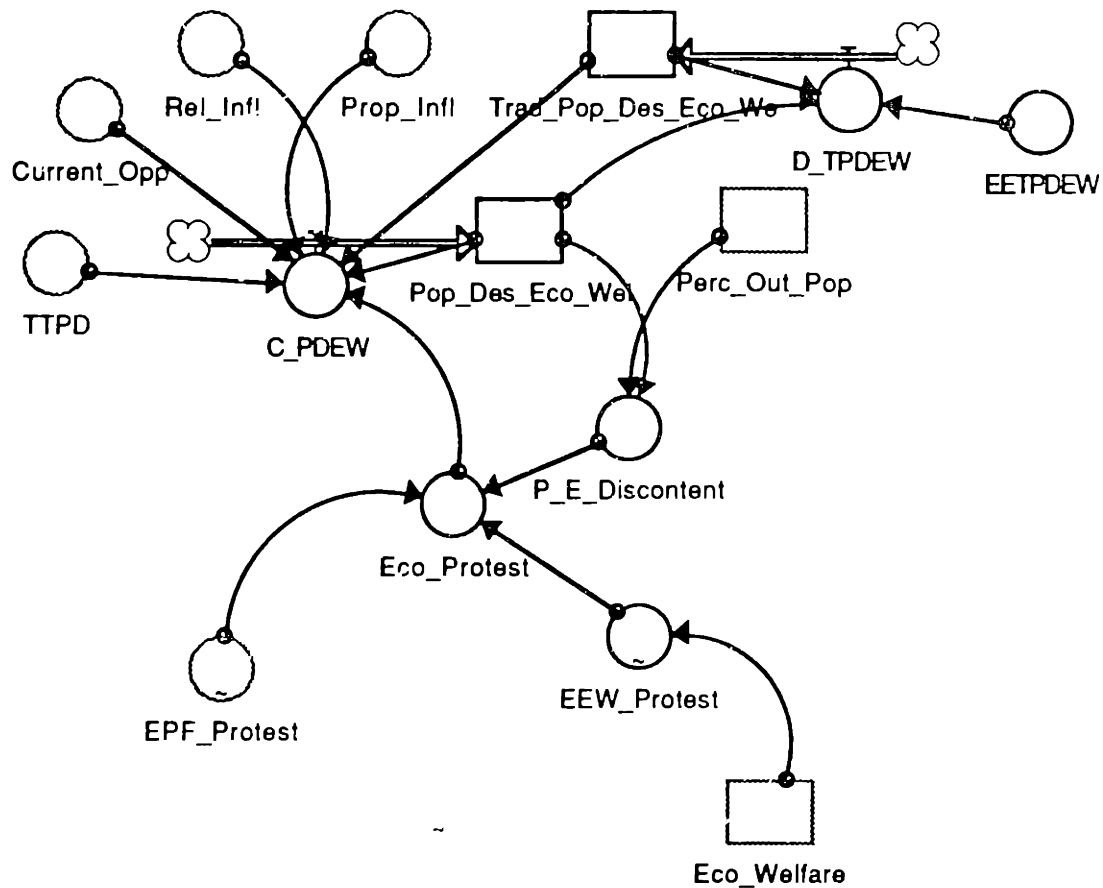 Rel_Infl
Prop_Infl
Trad_Pop_Des_Eco_We
Current_Opp
D_TPDEW
EETPDEW
Pop_Des_Eco_Wel
Perc_Out_Pop
TTPD
C_PDEW
P_E_Discontent
Eco_Protest
~
~
EEW_Protest
EPF_Protest
~
Eco_Welfare